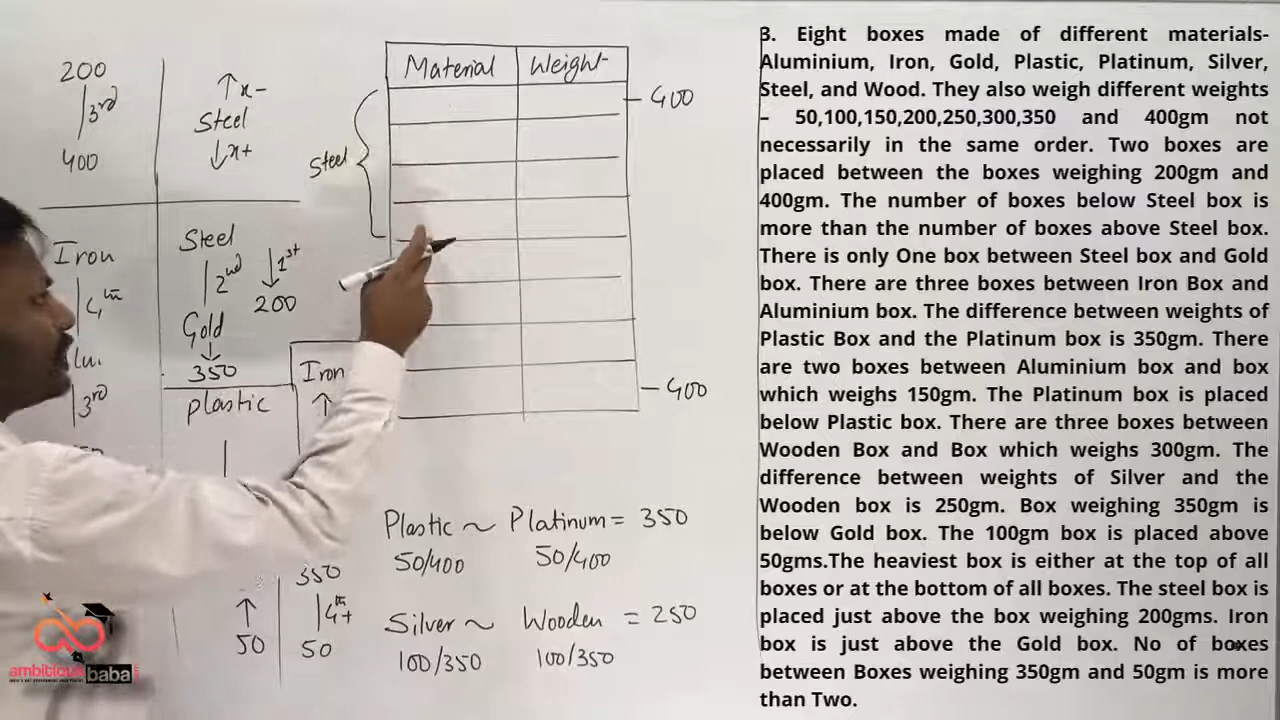 200
3rd
400
↑x-
Steel
↓x+
Iron
4th
lu.
3rd
Steel
2nd
↓1st
Gold
200
↓
350
plastic
Iron
↑
Material Weight
400
Steel
400
↑
50
350
4th+
50
Plastic ~ Platinum = 350
50/400 50/400
Silver ~ Wooden = 250
100/350 100/350
ambitious
baba
3. Eight boxes made of different materials-
Aluminium, Iron, Gold, Plastic, Platinum, Silver,
Steel, and Wood. They also weigh different weights
– 50,100,150,200,250,300,350 and 400gm not
necessarily in the same order. Two boxes are
placed between the boxes weighing 200gm and
400gm. The number of boxes below Steel box is
more than the number of boxes above Steel box.
There is only One box between Steel box and Gold
box. There are three boxes between Iron Box and
Aluminium box. The difference between weights of
Plastic Box and the Platinum box is 350gm. There
are two boxes between Aluminium box and box
which weighs 150gm. The Platinum box is placed
below Plastic box. There are three boxes between
Wooden Box and Box which weighs 300gm. The
difference between weights of Silver and the
Wooden box is 250gm. Box weighing 350gm is
below Gold box. The 100gm box is placed above
50gms.The heaviest box is either at the top of all
boxes or at the bottom of all boxes. The steel box is
placed just above the box weighing 200gms. Iron
box is just above the Gold box. No of boxes
between Boxes weighing 350gm and 50gm is more
than Two.